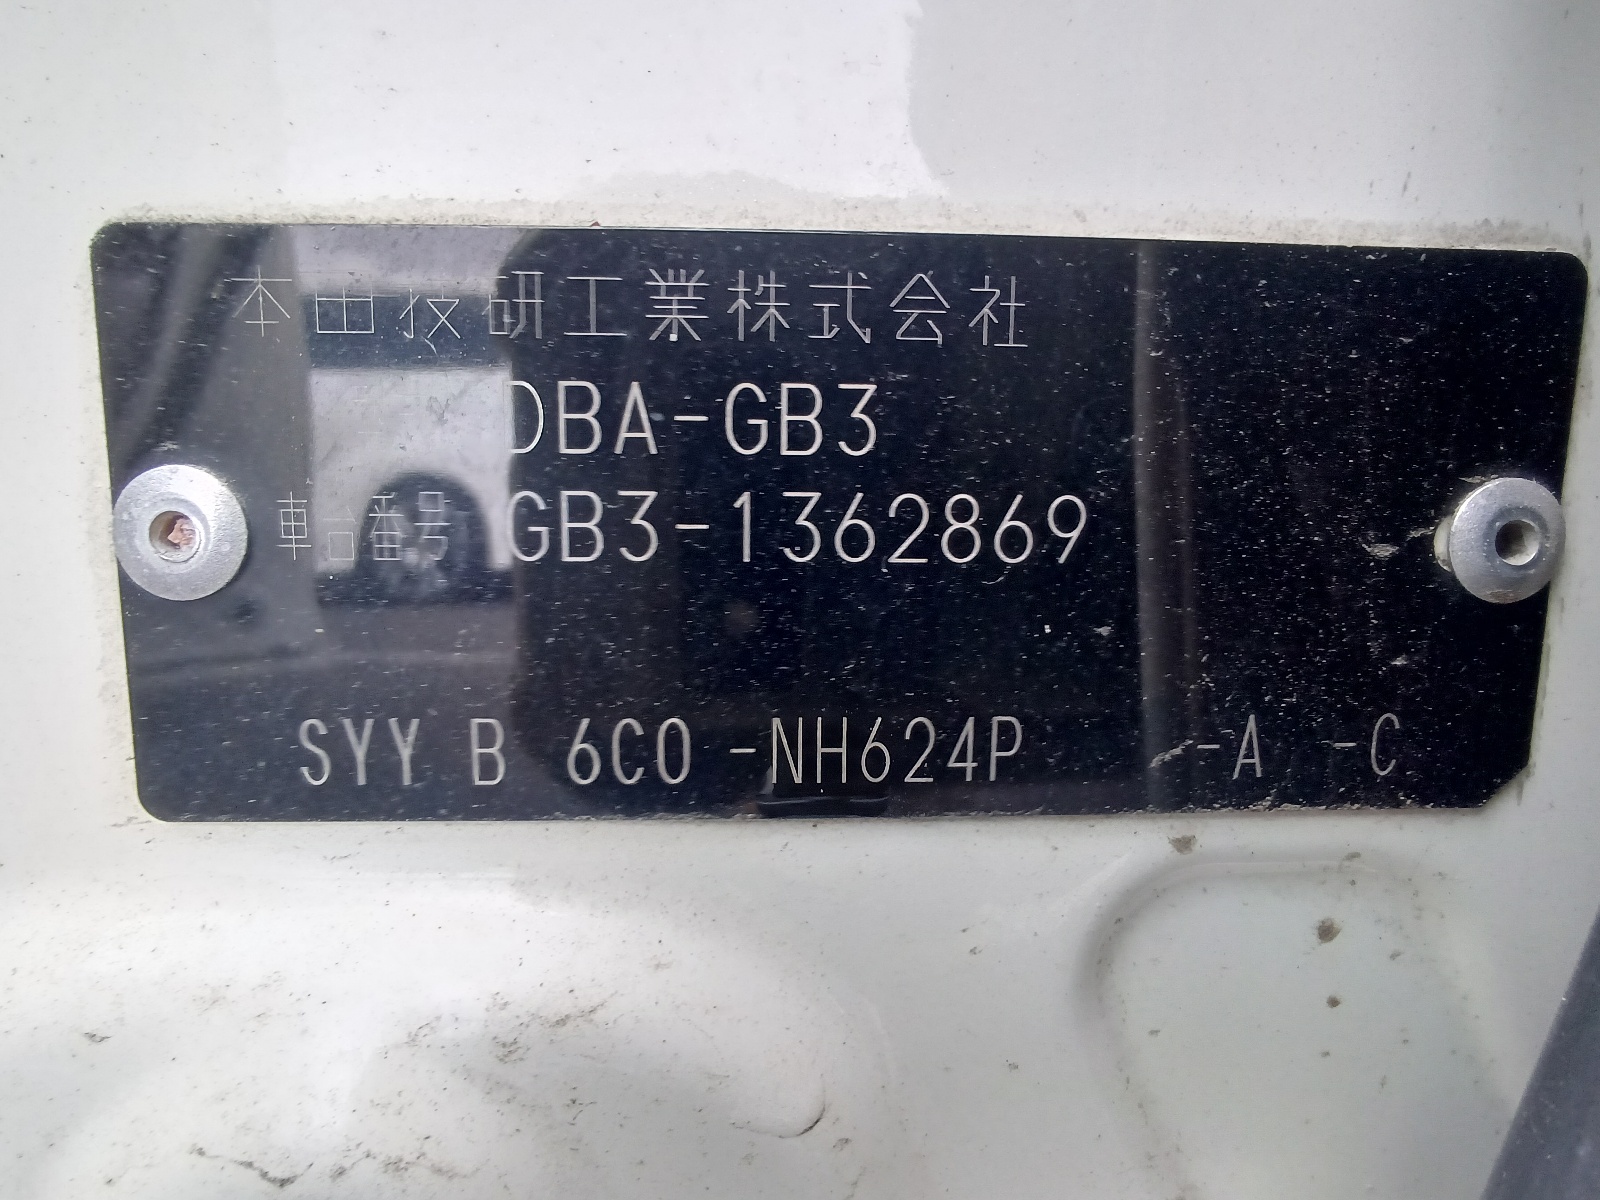 本田技研工業株式会社
DBA-GB3
車台番号 GB3-1362869
SYY B 6C0 -NH624P -A -C